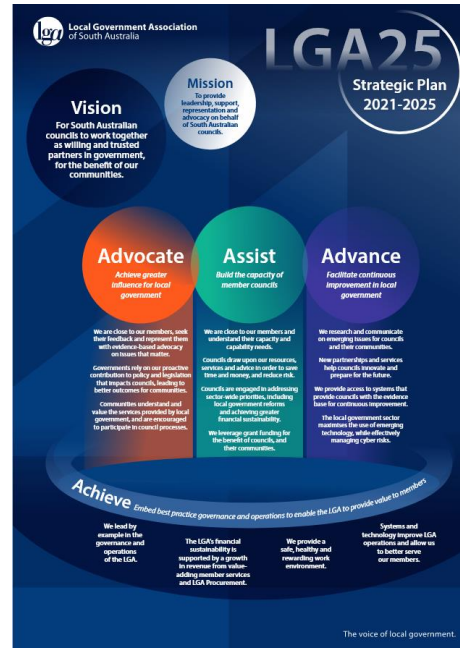 lga
Local Government Association
of South Australia
LGA25
Strategic Plan
2021-2025
Mission
To provide
leadership, support,
representation and
advocacy on behalf
of South Australian
councils.
Vision
For South Australian
councils to work together
as willing and trusted
partners in government,
for the benefit of our
communities.
Advocate
Achieve greater
influence for local
government
We are close to our members, seek
their feedback and represent them
with evidence-based advocacy
on issues that matter.
Governments rely on our proactive
contribution to policy and legislation
that impacts councils, leading to
better outcomes for communities.
Communities understand and
value the services provided by local
government, and are encouraged
to participate in council processes.
Assist
Build the capacity of
member councils
We are close to our members and
understand their capacity and
capability needs.
Councils draw upon our resources,
services and advice in order to save
time and money, and reduce risk.
Councils are engaged in addressing
sector-wide priorities, including
local government reforms
and achieving greater
financial sustainability.
We leverage grant funding for
the benefit of councils, and
their communities.
Advance
Facilitate continuous
improvement in local
government
We research and communicate
on emerging issues for councils
and their communities.
New partnerships and services
help councils innovate and
prepare for the future.
We provide access to systems that
provide councils with the evidence
base for continuous improvement.
The local government sector
maximises the use of emerging
technology, while effectively
managing cyber risks.
Achieve Embed best practice governance and operations to enable the LGA to provide value to members
We lead by
example in the
governance and
operations
of the LGA.
The LGA's financial
sustainability is
supported by a growth
in revenue from value-
adding member services
and LGA Procurement.
We provide a
safe, healthy and
rewarding work
environment.
Systems and
technology improve LGA
operations and allow us
to better serve
our members.
The voice of local government.